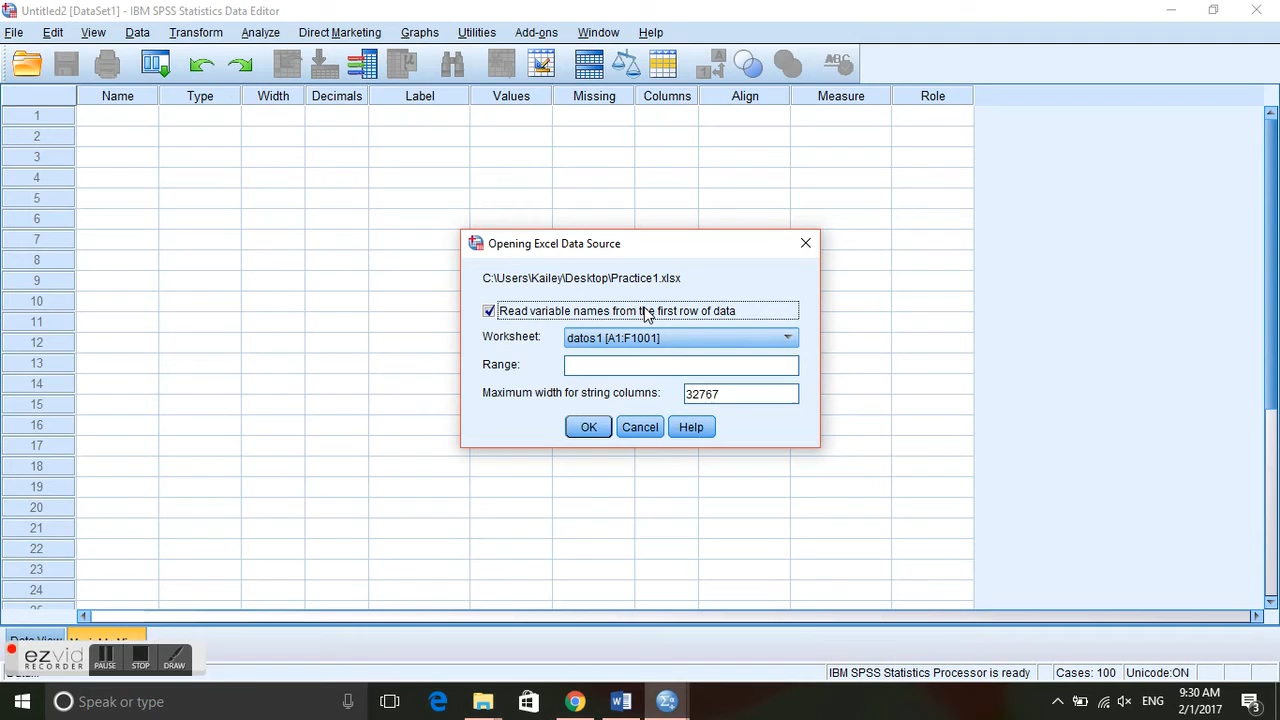 Untitled2 [DataSet1] - IBM SPSS Statistics Data Editor
File Edit View Data Transform Analyze Direct Marketing Graphs Utilities Add-ons Window Help
Name Type Width Decimals Label Values Missing Columns Align Measure Role
1
2
3
4
5
6
7
8
9
10
11
12
13
14
15
16
17
18
19
20
21
22
23
24
Opening Excel Data Source
C:\Users\Kailey\Desktop\Practice1.xlsx
Read variable names from the first row of data
Worksheet: datos1 [A1:F1001]
Range:
Maximum width for string columns: 32767
OK Cancel Help
ABC
Data View
ezvid
RECORDER
PAUSE STOP DRAW
IBM SPSS Statistics Processor is ready Cases: 100 Unicode:ON
Speak or type
ENG
9:30 AM
2/1/2017
3